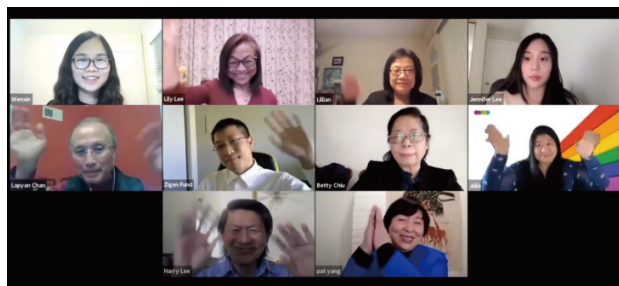 Wenxin
Lily Lee
Lillian
Jennifer Lee
Lapyan Chan
Zigen Fund
Betty Chiu
Julia
Harry Lee
pat yang